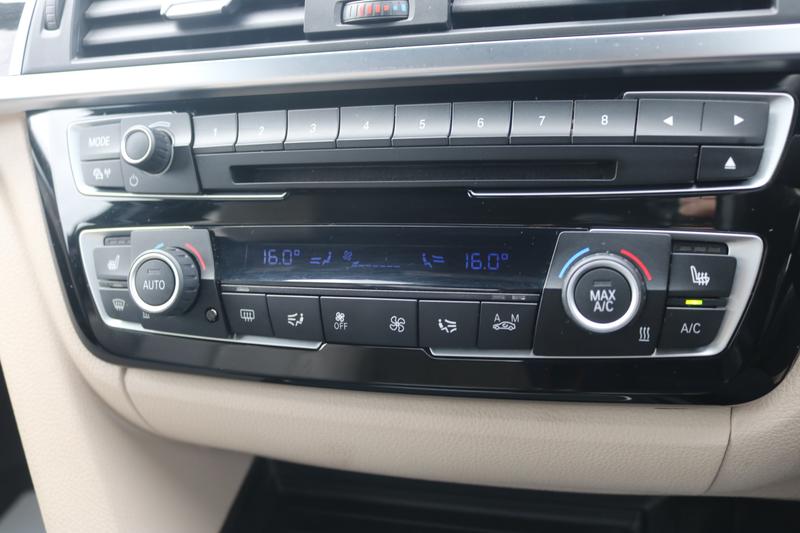 MODE 1 2 3 4 5 6 7 8
16.0° 16.0°
AUTO MAX A/C
OFF A M A/C